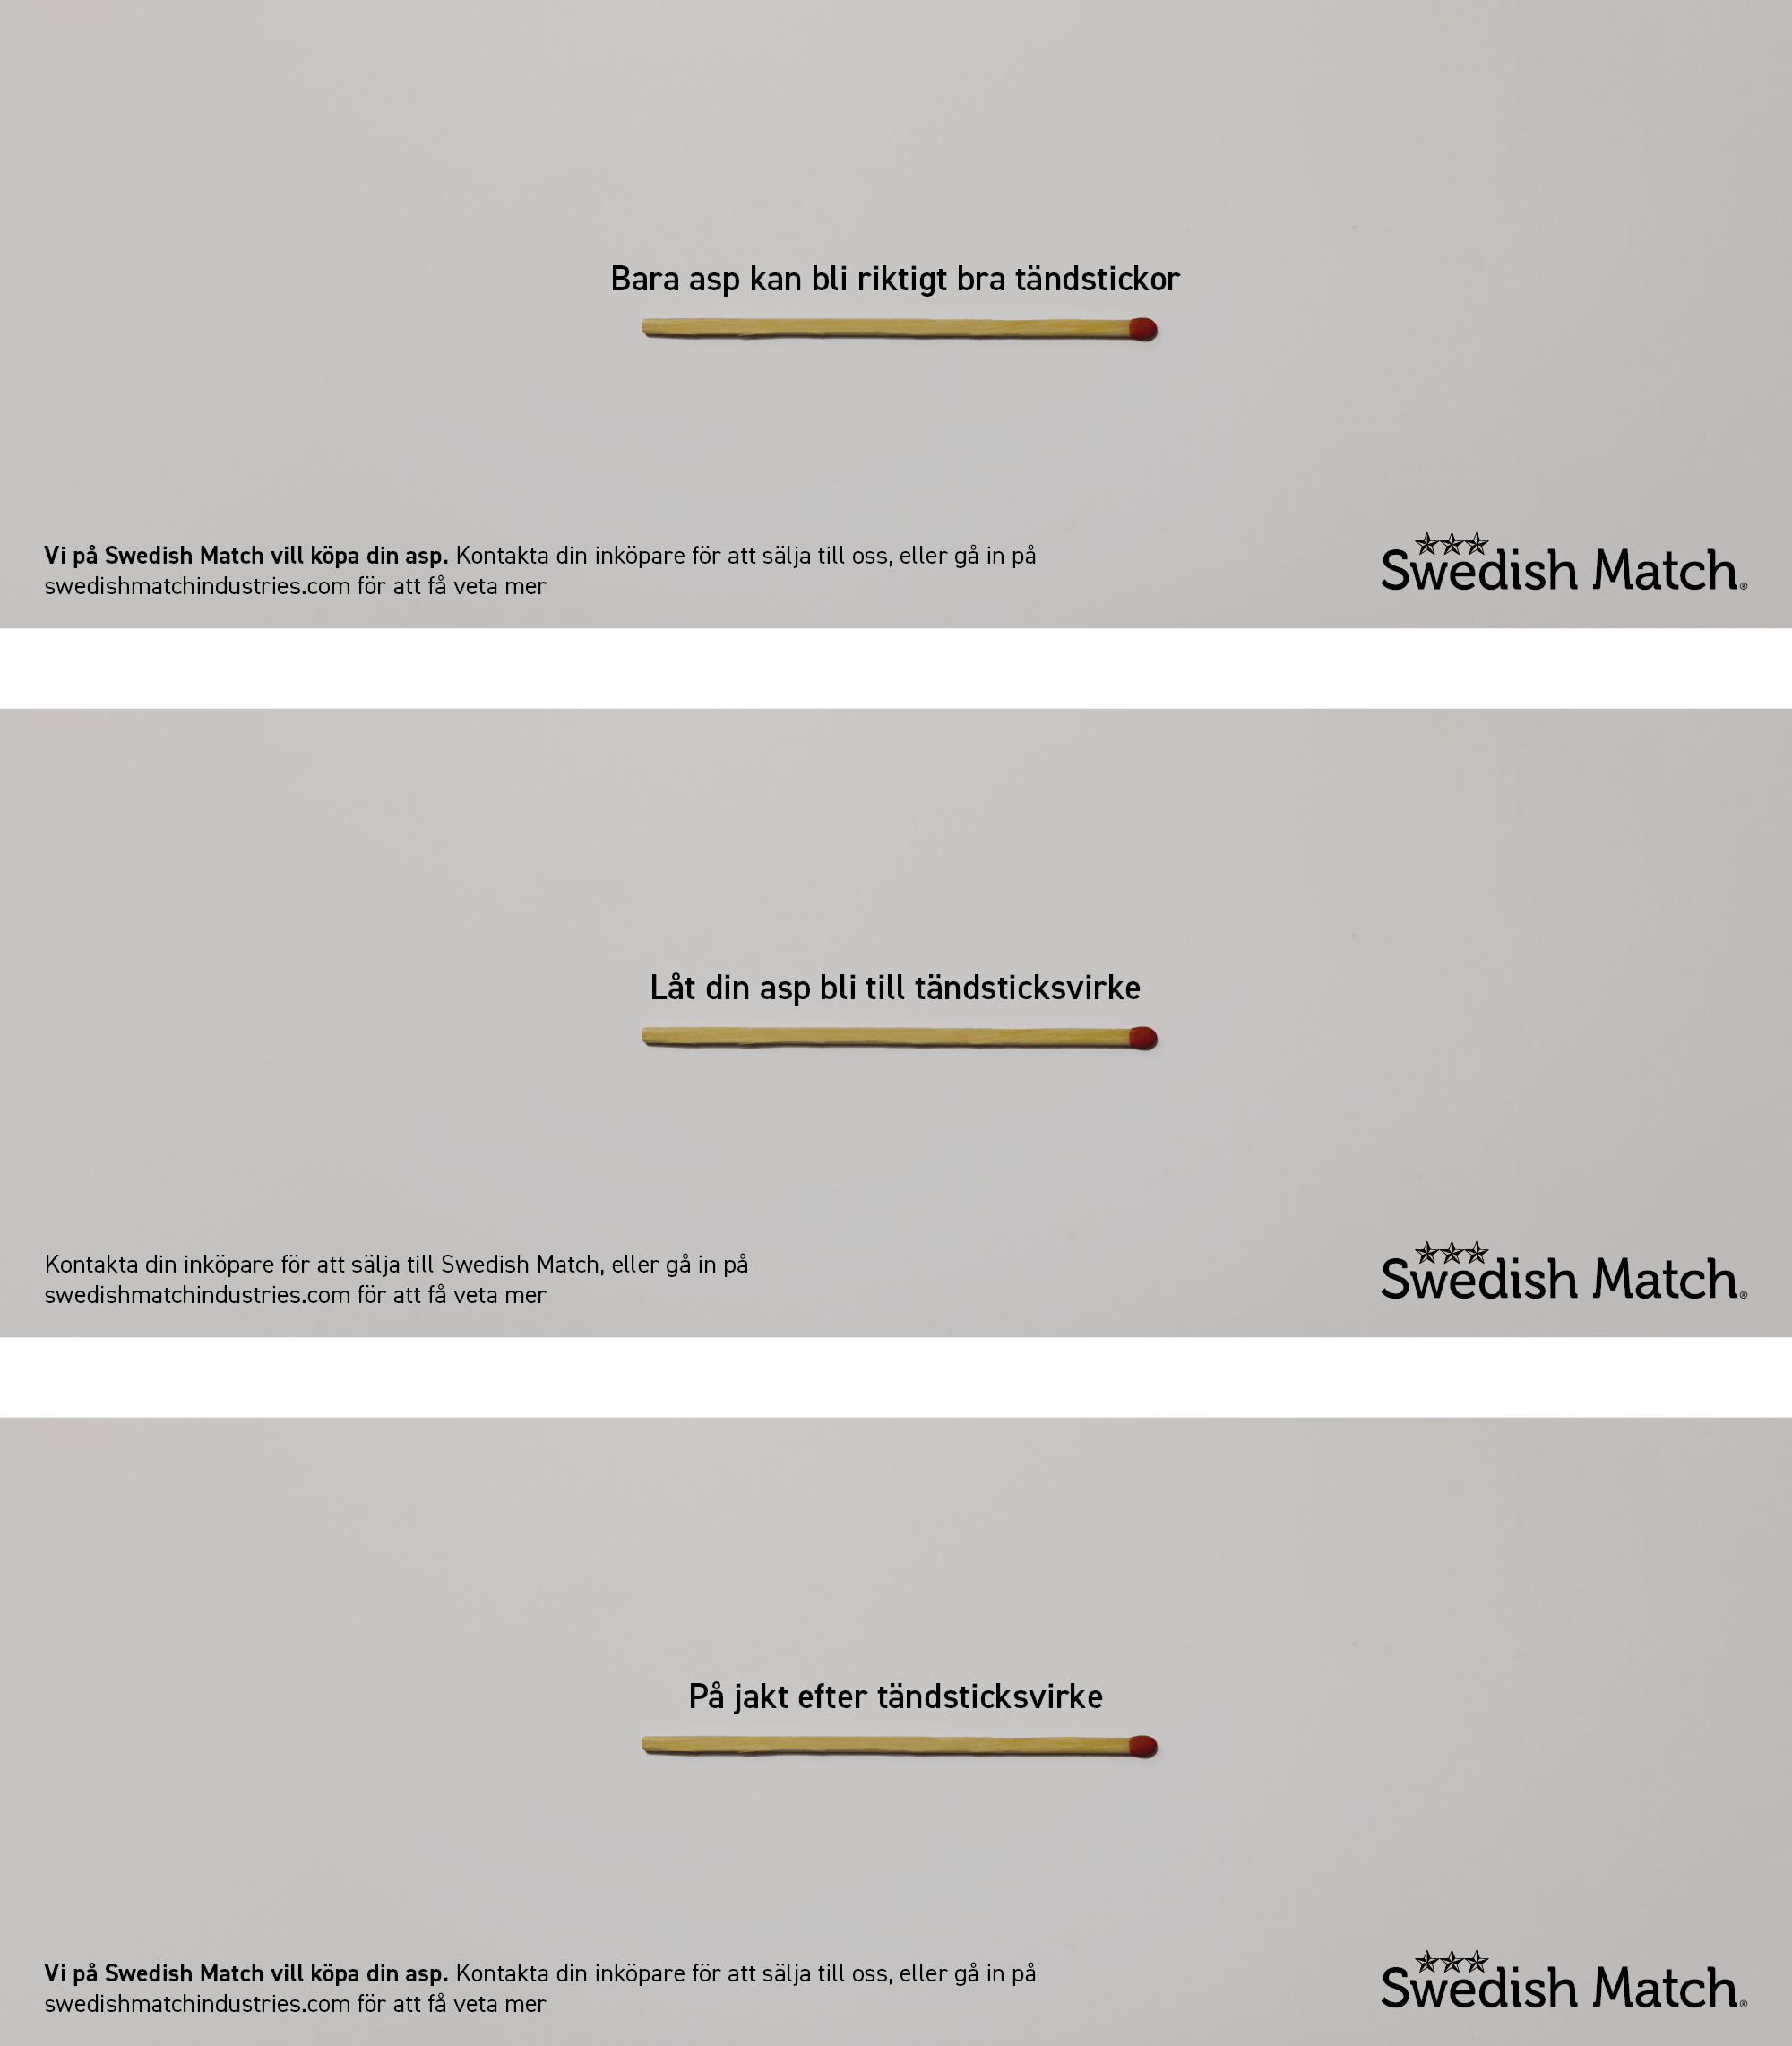 Bara asp kan bli riktigt bra tändstickor
Vi på Swedish Match vill köpa din asp. Kontakta din inköpare för att sälja till oss, eller gå in på
swedishmatchindustries.com för att få veta mer
Swedish Match®
Låt din asp bli till tändsticksvirke
Kontakta din inköpare för att sälja till Swedish Match, eller gå in på
swedishmatchindustries.com för att få veta mer
Swedish Match®
På jakt efter tändsticksvirke
Vi på Swedish Match vill köpa din asp. Kontakta din inköpare för att sälja till oss, eller gå in på
swedishmatchindustries.com för att få veta mer
Swedish Match®